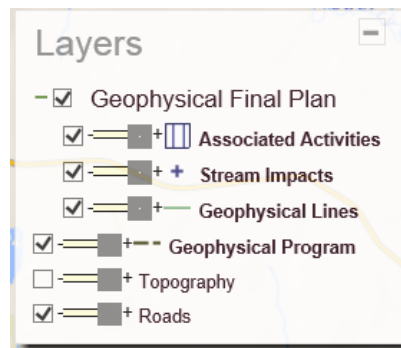 Layers
Geophysical Final Plan
Associated Activities
Stream Impacts
Geophysical Lines
Geophysical Program
Topography
Roads